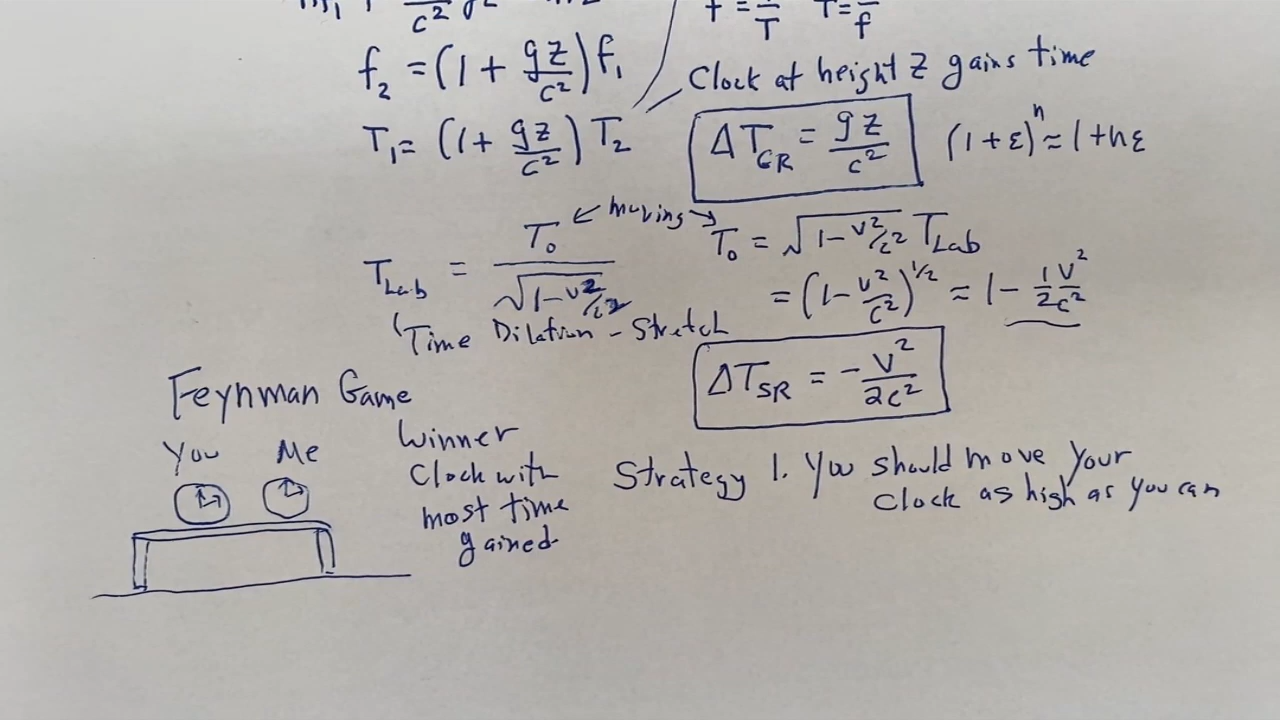 f₂ = (1 + gz/c²) f₁
Clock at height z gains time
T₁ = (1 + gz/c²) T₂
ΔT_GR = gz/c²
(1+ε)ⁿ ≈ 1+nε
moving
T_Lab = T₀/√(1-v²/c²)
T₀ = √(1-v²/c²) T_Lab
= (1-v²/c²)^1/2 ≈ 1 - 1/2 v²/c²
Time Dilation - Stretch
ΔT_SR = -v²/2c²
Feynman Game
You Me
Winner
Clock with
most time
gained
Strategy 1. You should move your
clock as high as you can